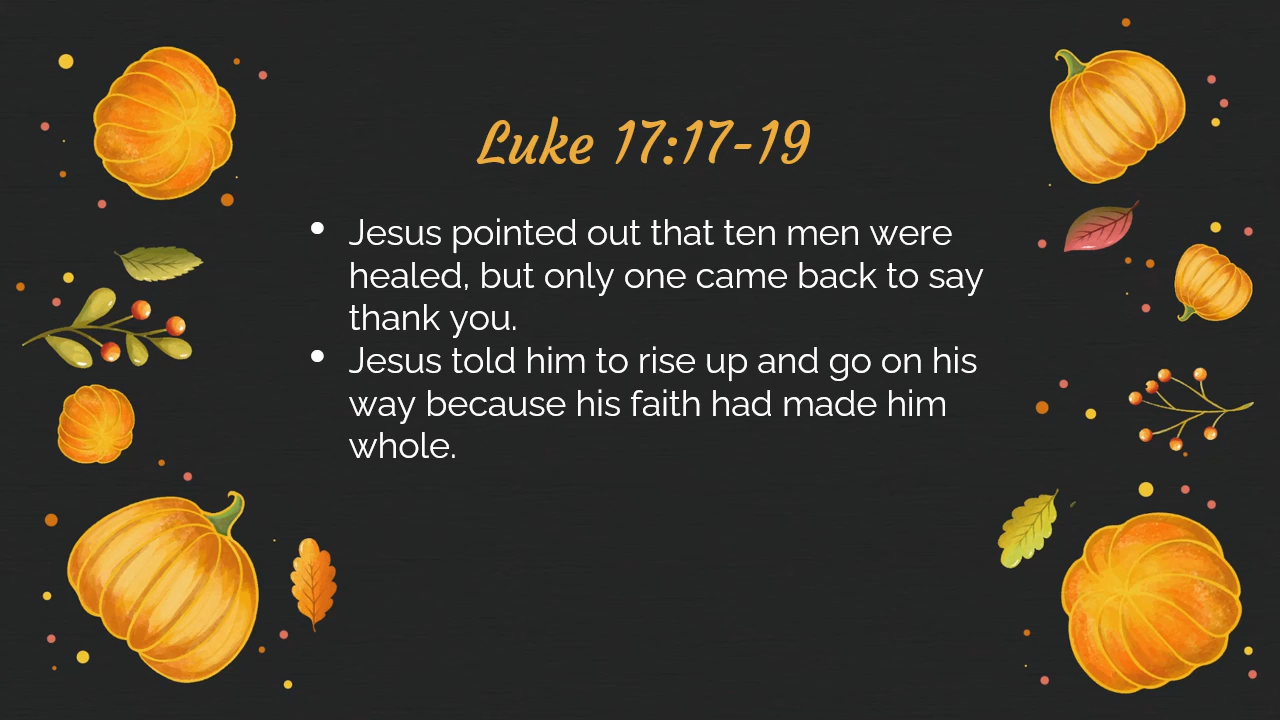 Luke 17:17-19
• Jesus pointed out that ten men were
healed, but only one came back to say
thank you.
• Jesus told him to rise up and go on his
way because his faith had made him
whole.